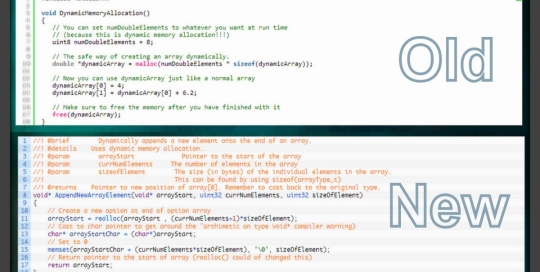 void DynamicMemoryAllocation()
{
// You can set numDoubleElements to whatever you want at run time
// (because this is dynamic memory allocation!!!)
uint8 numDoubleElements = 8;
// The safe way of creating an array dynamically.
double *dynamicArray = malloc(numDoubleElements * sizeof(dynamicArray));
// Now you can use dynamicArray just like a normal array
dynamicArray[0] = 4;
dynamicArray[1] = dynamicArray[0] + 6.2;
// Make sure to free the memory after you have finished with it
free(dynamicArray);
}
Old
1 //! @brief Dynamically appends a new element onto the end of an array.
2 //! @details Uses dynamic memory allocation.
3 //! @param arrayStart Pointer to the start of the array
4 //! @param currNumElements The number of elements in the array
5 //! @param sizeofElement The size (in bytes) of the individual elements in the array.
6 //! This can be found using sizeof(arrayType_t)
7 //! @returns Pointer to new position of array[0]. Remember to cast back to the original type.
8 void* AppendNewArrayElement(void* arrayStart, uint32 currNumElements, uint32 sizeOfElement)
9 {
10 // Create a new option at end of option array
11 arrayStart = realloc(arrayStart , (currNumElements+1)*sizeOfElement);
12 // Cast to char pointer to get around "arthimetic on type void* compiler warning)
13 char* arrayStartChar = (char*)arrayStart;
14 // Set to 0
15 memset(arrayStartChar + (currNumElements*sizeOfElement), '\0', sizeOfElement);
16 // Return pointer to the start of array (realloc() could of changed this)
17 return arrayStart;
New